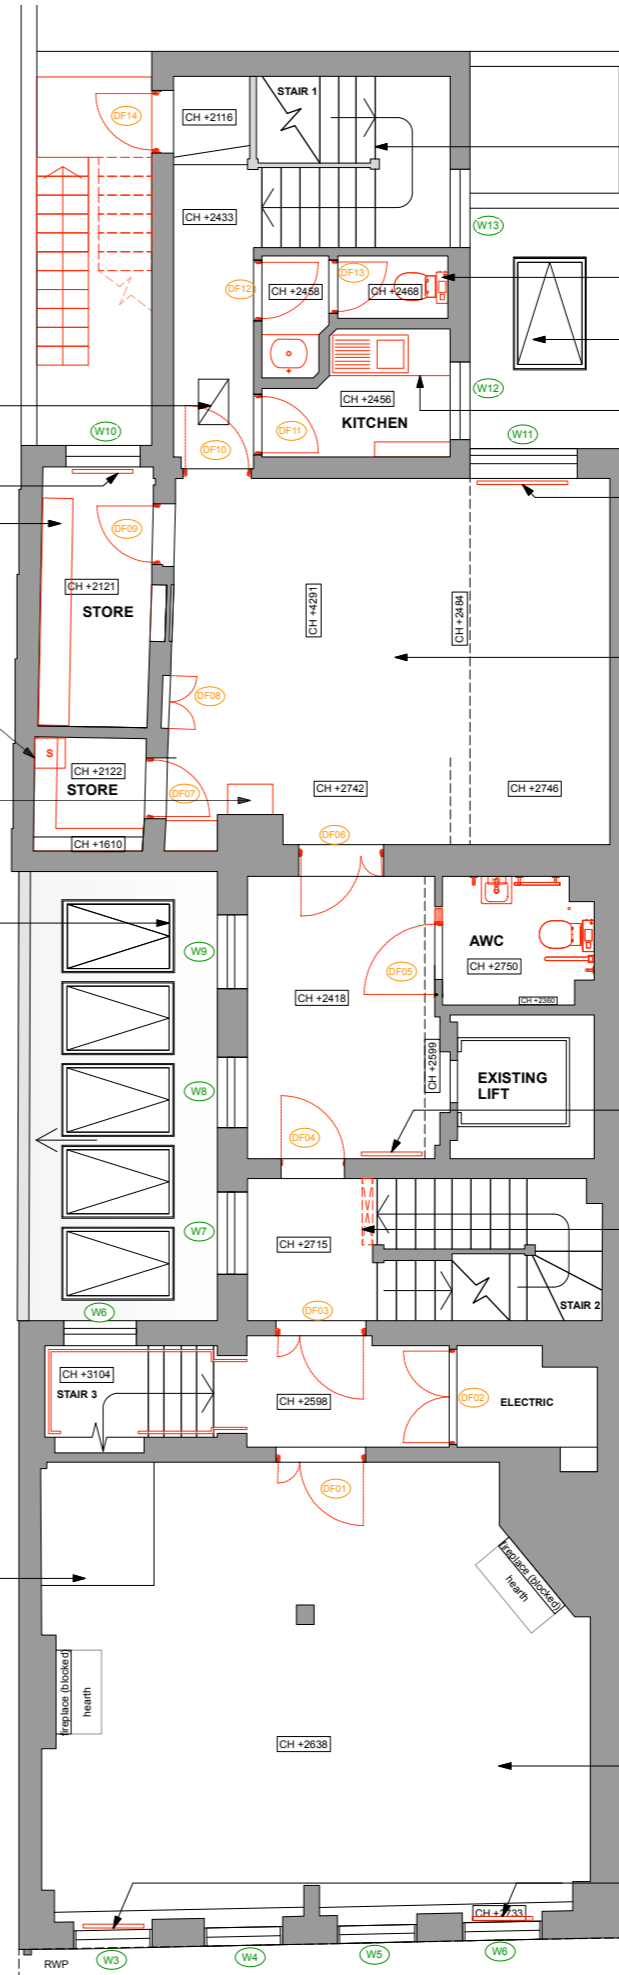 STAIR 1
DF14
CH +2116
CH +2433
W13
DF12
DF13
CH +2458
CH +2468
W12
CH +2456
KITCHEN
DF11
W10
W11
DF10
DF09
CH +2121
STORE
CH +4291
CH +2484
DF08
S
CH +2122
STORE
DF07
CH +2742
CH +2746
CH +1610
DF06
W9
AWC
CH +2750
DF05
CH +2418
CH +2360
CH +2599
EXISTING
LIFT
W8
DF04
W7
CH +2715
W6
DF03
STAIR 2
CH +3104
STAIR 3
CH +2598
DF02
ELECTRIC
DF01
fireplace (blocked)
hearth
fireplace (blocked)
hearth
CH +2638
CH +2733
RWP
W3
W4
W5
W6